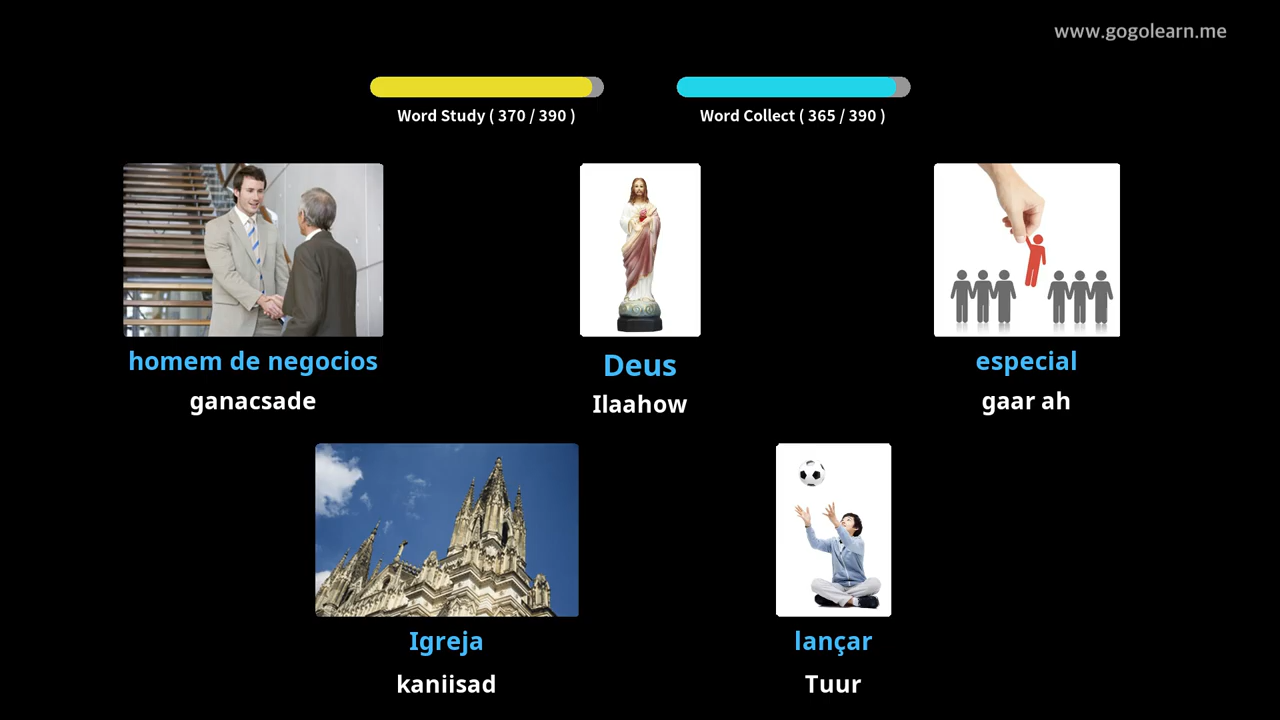 www.gogolearn.me
Word Study ( 370 / 390 )
Word Collect ( 365 / 390 )
homem de negocios
ganacsade
Deus
Ilaahow
especial
gaar ah
Igreja
kaniisad
lançar
Tuur